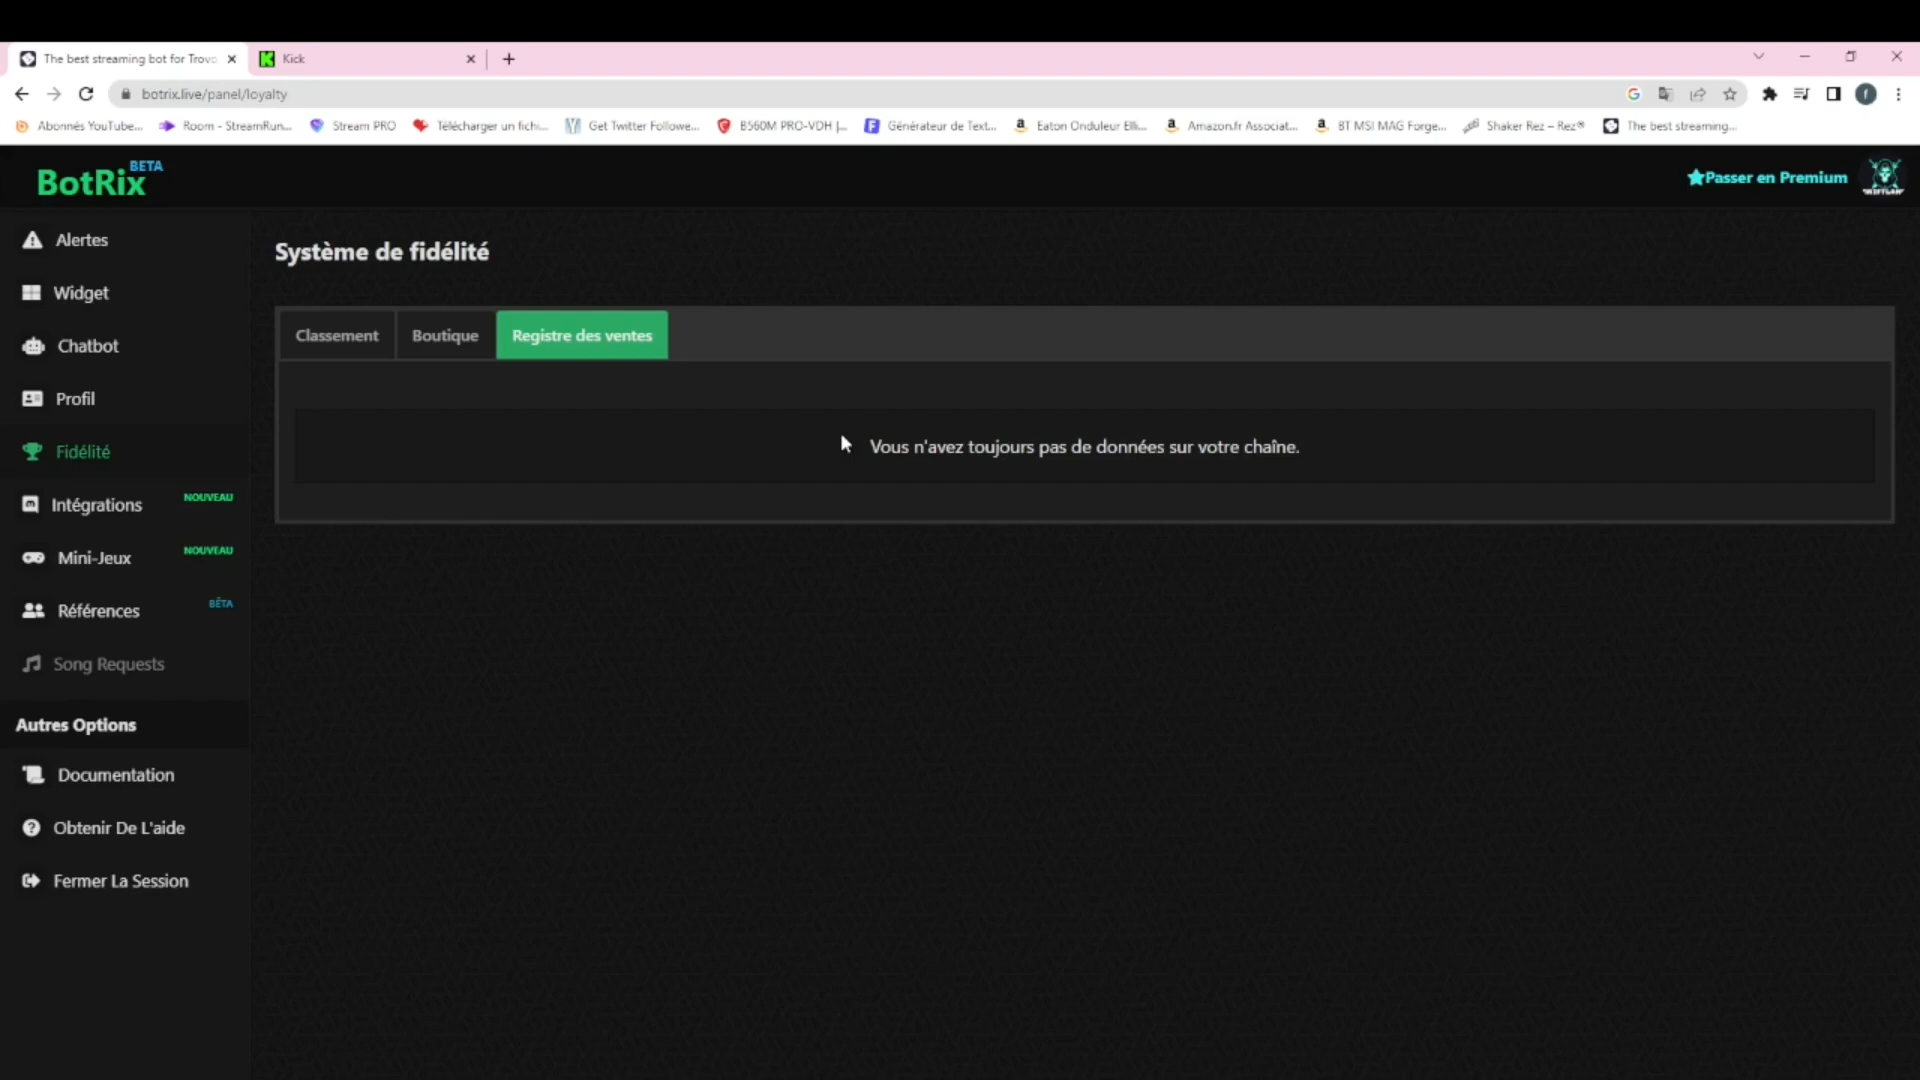 The best streaming bot for Trovo
Kick
botrix.live/panel/loyalty
Abonnés YouTube...
Room - StreamRun...
Stream PRO
Télécharger un fichi...
Get Twitter Followe...
B560M PRO-VDH |...
Générateur de Text...
Eaton Onduleur Elli...
Amazon.fr Associat...
BT MSI MAG Forge...
Shaker Rez – Rez®
The best streaming...
BotRix BETA
Passer en Premium
Alertes
Widget
Chatbot
Profil
Fidélité
Intégrations NOUVEAU
Mini-Jeux NOUVEAU
Références BÊTA
Song Requests
Autres Options
Documentation
Obtenir De L'aide
Fermer La Session
Système de fidélité
Classement
Boutique
Registre des ventes
Vous n'avez toujours pas de données sur votre chaîne.